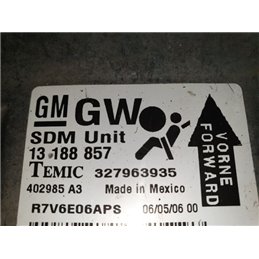 GM GW
SDM Unit
13 188 857
TEMIC 327963935
402985 A3 Made in Mexico
R7V6E06APS 06/05/06 00
VORNE
FORWARD